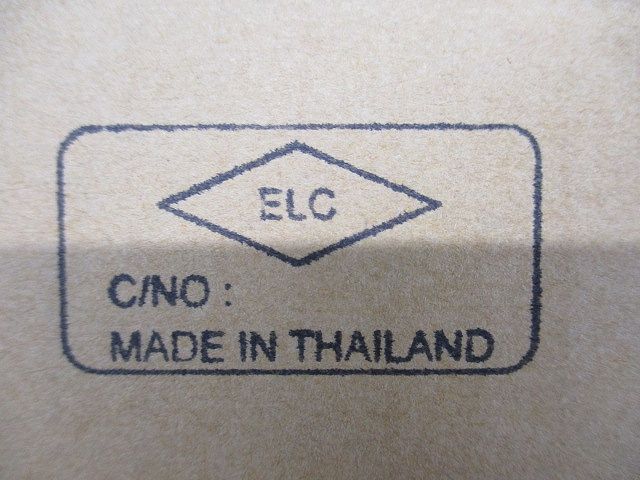 ELC
C/NO :
MADE IN THAILAND